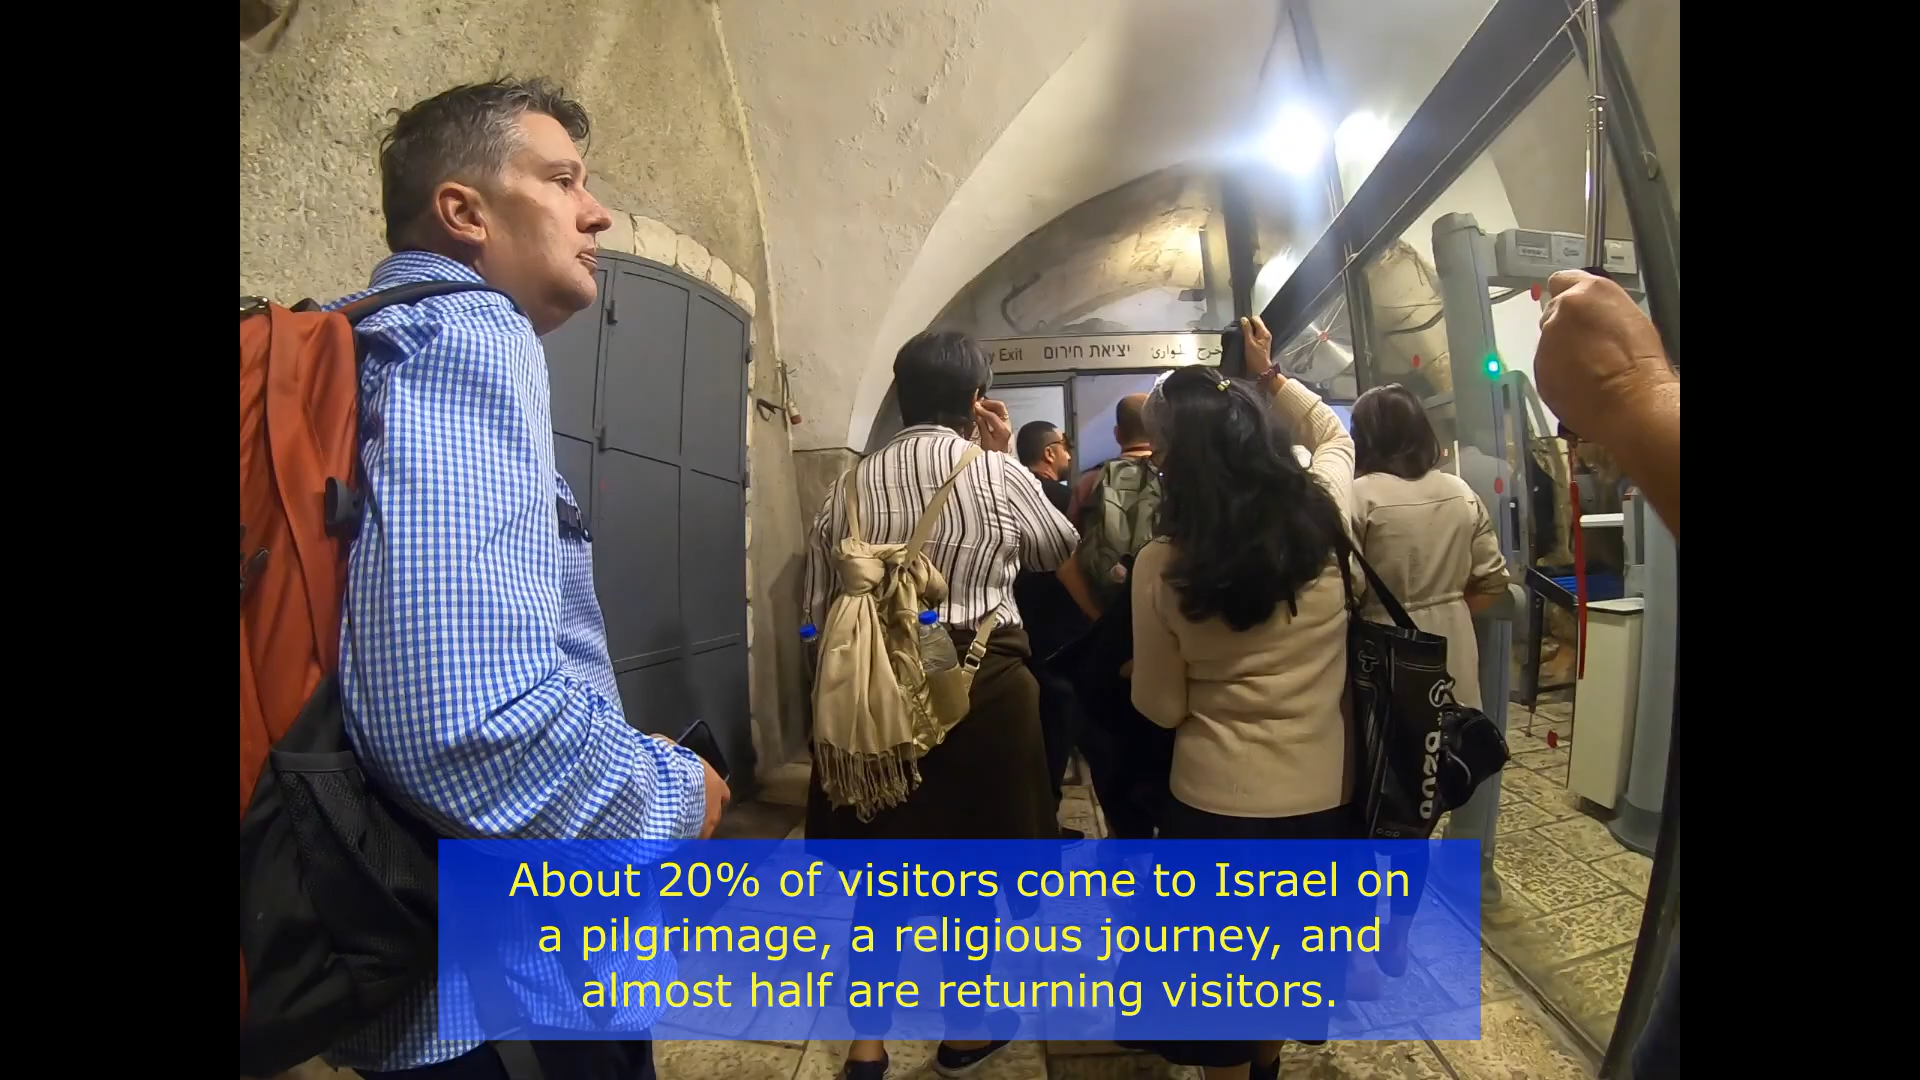 Exit יציאת חירום
About 20% of visitors come to Israel on
a pilgrimage, a religious journey, and
almost half are returning visitors.